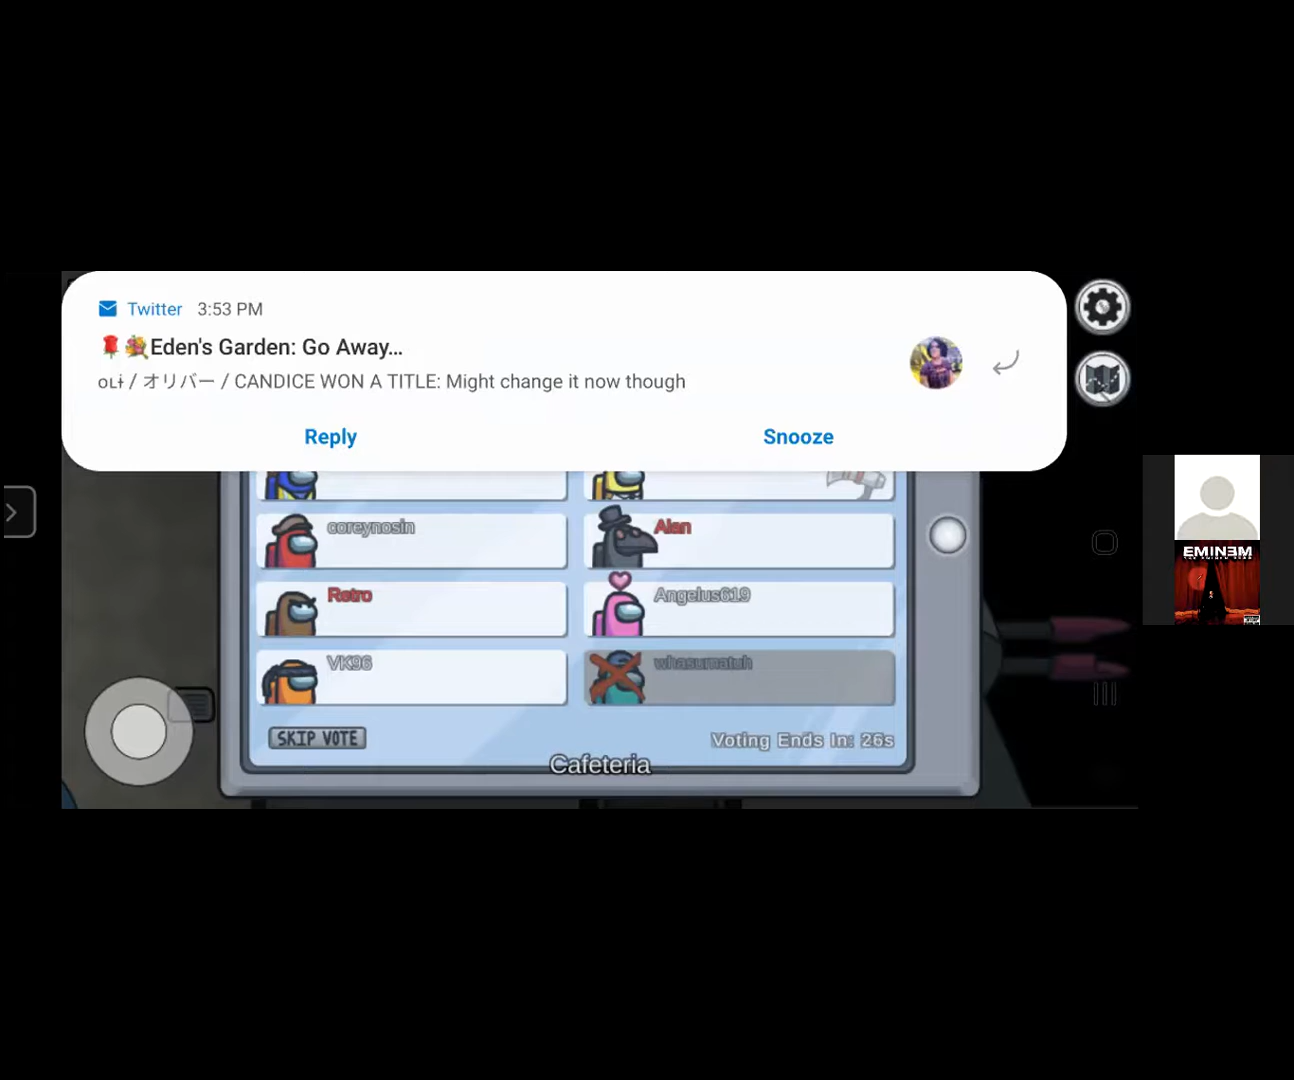 Twitter 3:53 PM
🌹💐Eden's Garden: Go Away...
oʟɨ / オリバー / CANDICE WON A TITLE: Might change it now though
Reply
Snooze
coreynosin
Alan
Retro
Angelus619
VK96
whasumatuh
SKIP VOTE
Voting Ends In: 26s
Cafeteria
EMINEM